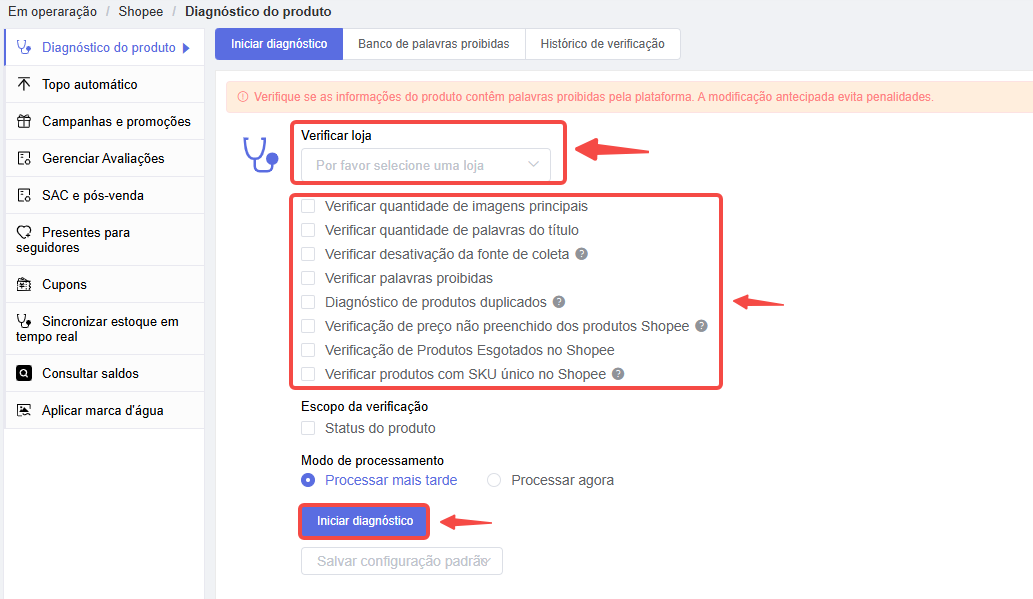 Em operaração / Shopee / Diagnóstico do produto
Diagnóstico do produto
Topo automático
Campanhas e promoções
Gerenciar Avaliações
SAC e pós-venda
Presentes para
seguidores
Cupons
Sincronizar estoque em
tempo real
Consultar saldos
Aplicar marca d'água
Iniciar diagnóstico
Banco de palavras proibidas
Histórico de verificação
Verifique se as informações do produto contêm palavras proibidas pela plataforma. A modificação antecipada evita penalidades.
Verificar loja
Por favor selecione uma loja
Verificar quantidade de imagens principais
Verificar quantidade de palavras do título
Verificar desativação da fonte de coleta ?
Verificar palavras proibidas
Diagnóstico de produtos duplicados ?
Verificação de preço não preenchido dos produtos Shopee ?
Verificação de Produtos Esgotados no Shopee
Verificar produtos com SKU único no Shopee ?
Escopo da verificação
Status do produto
Modo de processamento
Processar mais tarde
Processar agora
Iniciar diagnóstico
Salvar configuração padrão